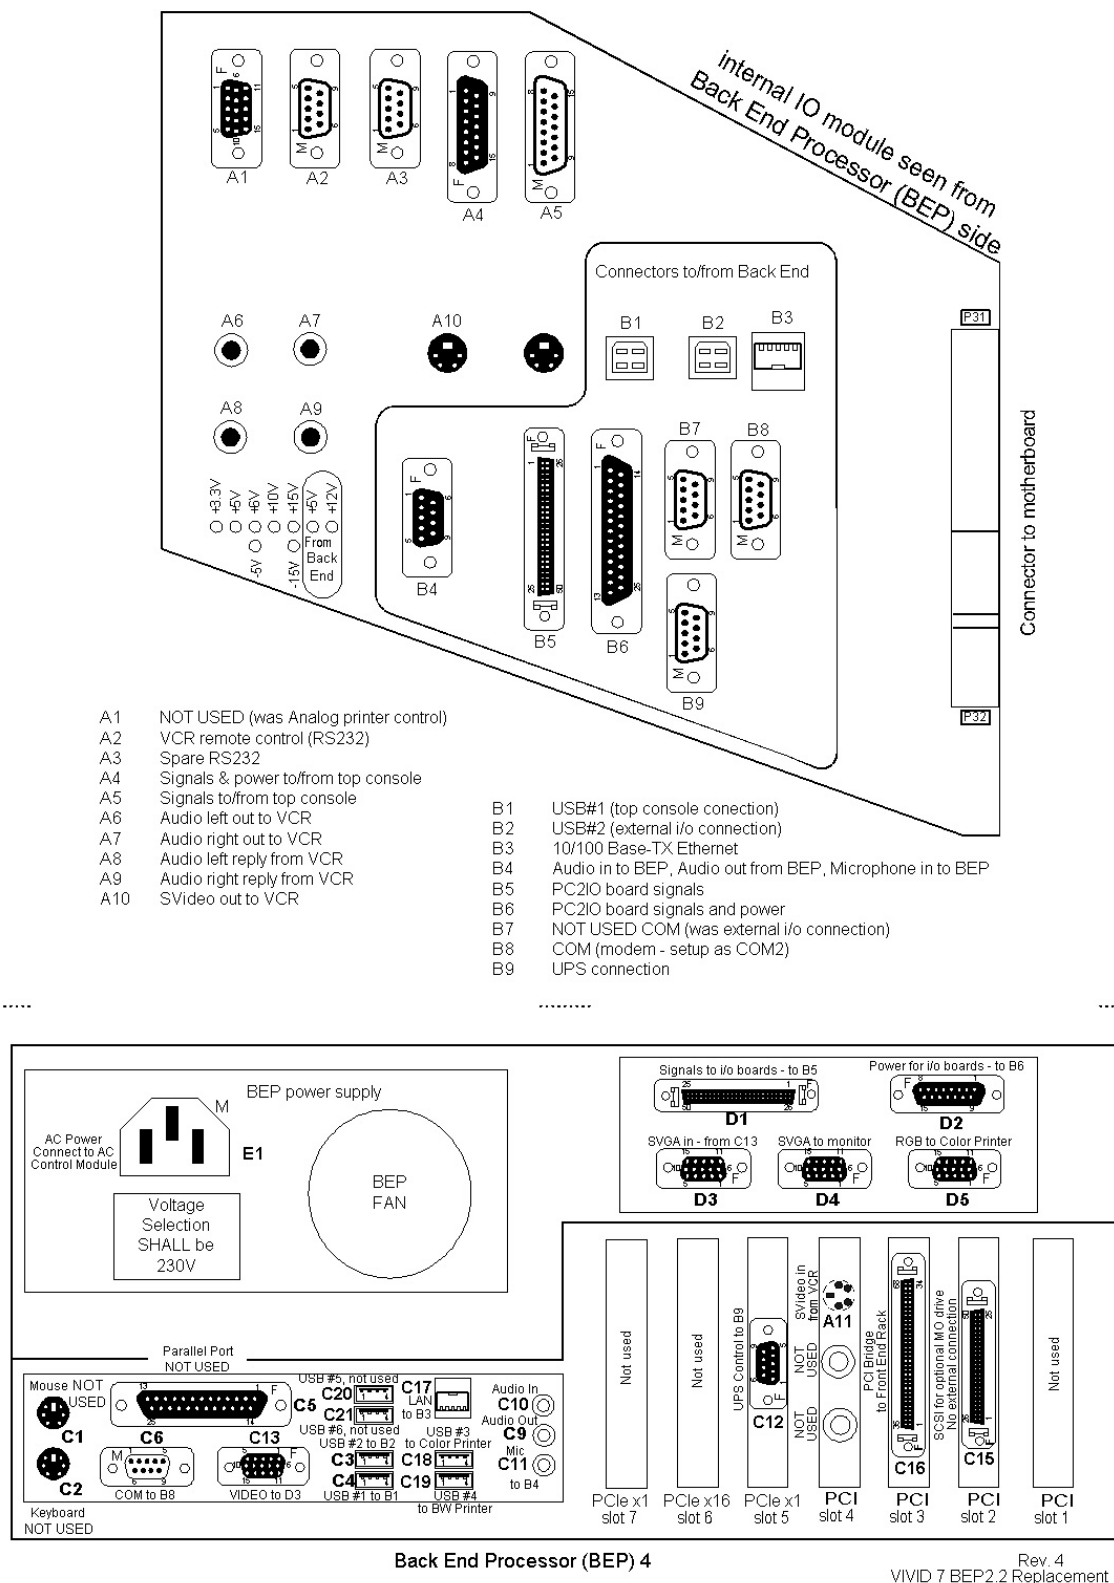 internal IO module seen from
Back End Processor (BEP) side
A1
A2
A3
A4
A5
Connectors to/from Back End
A6
A7
A10
B1
B2
B3
P31
A8
A9
B7
B8
+3.3V
+5V
+6V
+10V
+15V
+5V
+12V
-5V
-15V
From
Back
End
B4
B5
B6
B9
Connector to motherboard
P32
A1 NOT USED (was Analog printer control)
A2 VCR remote control (RS232)
A3 Spare RS232
A4 Signals & power to/from top console
A5 Signals to/from top console
A6 Audio left out to VCR
A7 Audio right out to VCR
A8 Audio left reply from VCR
A9 Audio right reply from VCR
A10 SVideo out to VCR
B1 USB#1 (top console conection)
B2 USB#2 (external i/o connection)
B3 10/100 Base-TX Ethernet
B4 Audio in to BEP, Audio out from BEP, Microphone in to BEP
B5 PC2IO board signals
B6 PC2IO board signals and power
B7 NOT USED COM (was external i/o connection)
B8 COM (modem - setup as COM2)
B9 UPS connection
BEP power supply
AC Power
Connect to AC
Control Module
M
E1
Voltage
Selection
SHALL be
230V
BEP
FAN
Signals to i/o boards - to B5
D1
Power for i/o boards - to B6
D2
SVGA in - from C13
D3
SVGA to monitor
D4
RGB to Color Printer
D5
Parallel Port
NOT USED
Mouse NOT
USED
C1
C2
Keyboard
NOT USED
C5
C6
C13
COM to B8
VIDEO to D3
USB #5, not used
C20
C21
USB #6, not used
USB #2 to B2
C3
C4
USB #1 to B1
C17
LAN
to B3
USB #3
to Color Printer
C18
C19
USB #4
to BW Printer
Audio In
C10
Audio Out
C9
Mic
C11
to B4
Not used
PCIe x1
slot 7
Not used
PCIe x16
slot 6
UPS Control to B9
C12
PCIe x1
slot 5
SVideo in
from VCR
A11
NOT
USED
NOT
USED
PCI
slot 4
PCI Bridge
to Front End Rack
C16
PCI
slot 3
SCSI for optional MO drive
No external connection
C15
PCI
slot 2
Not used
PCI
slot 1
Back End Processor (BEP) 4
Rev. 4
VIVID 7 BEP2.2 Replacement